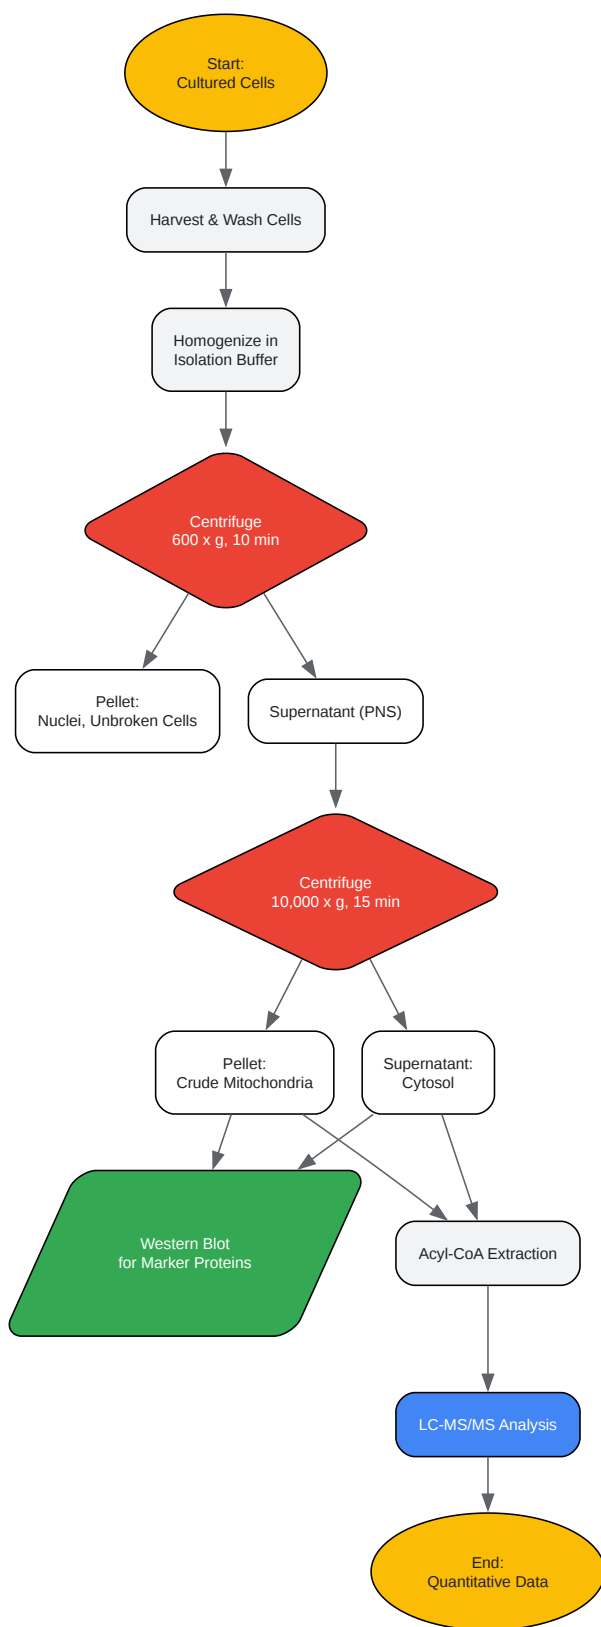 Start:
Cultured Cells
Harvest & Wash Cells
Homogenize in
Isolation Buffer
Centrifuge
600 x g, 10 min
Pellet:
Nuclei, Unbroken Cells
Supernatant (PNS)
Centrifuge
10,000 x g, 15 min
Pellet:
Crude Mitochondria
Supernatant:
Cytosol
Western Blot
for Marker Proteins
Acyl-CoA Extraction
LC-MS/MS Analysis
End:
Quantitative Data